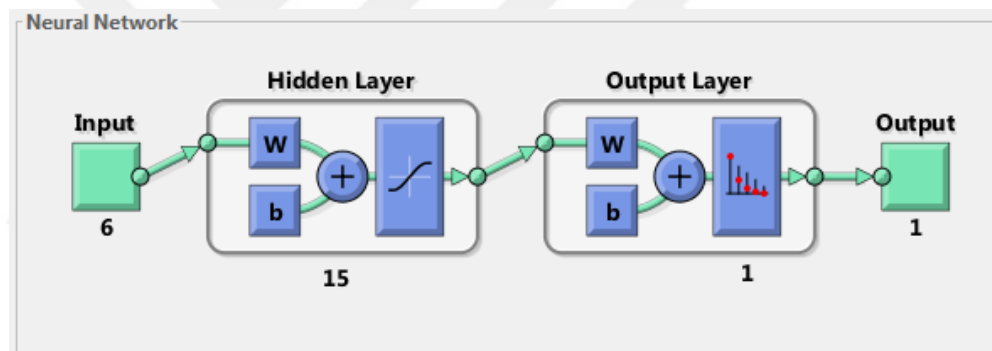 Neural Network
Hidden Layer
Output Layer
Input
Output
W
W
+
+
b
b
6
1
15
1